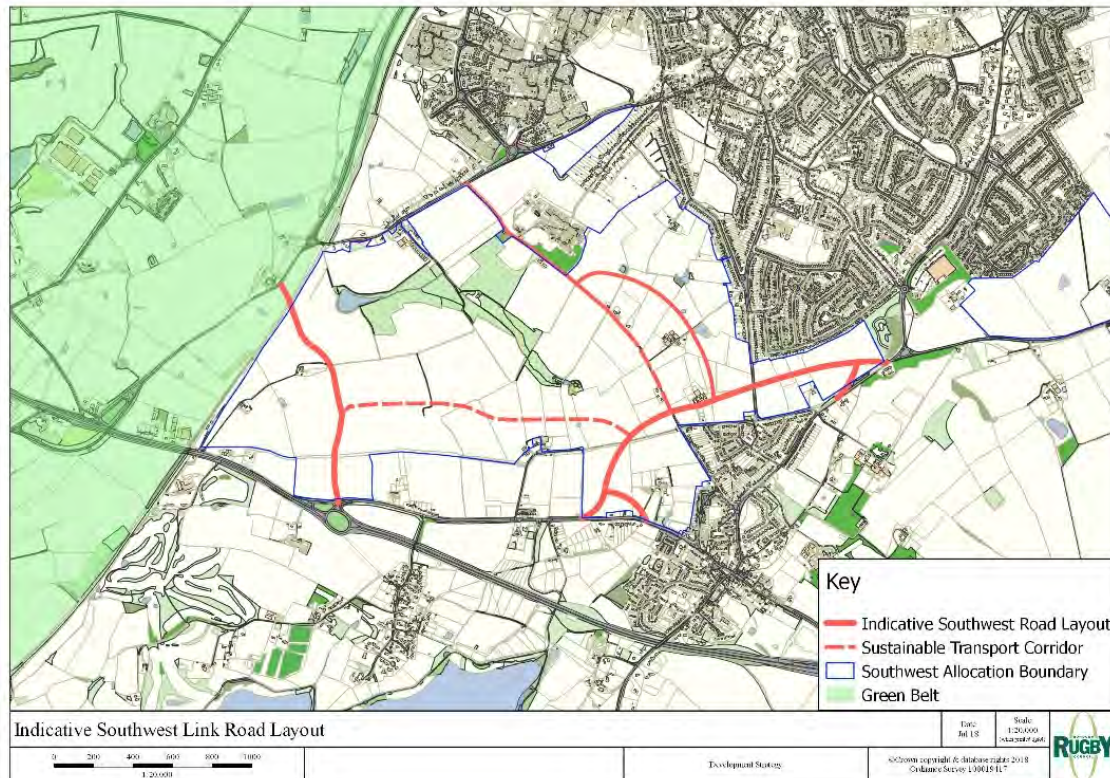 Key
Indicative Southwest Road Layout
Sustainable Transport Corridor
Southwest Allocation Boundary
Green Belt
Indicative Southwest Link Road Layout
Date
Jul 18
Scale
1:20,000
0 200 400 600 800 1000
1:20,000
Development Strategy
©Crown copyright & database rights 2018
Ordnance Survey 100019417
RUGBY